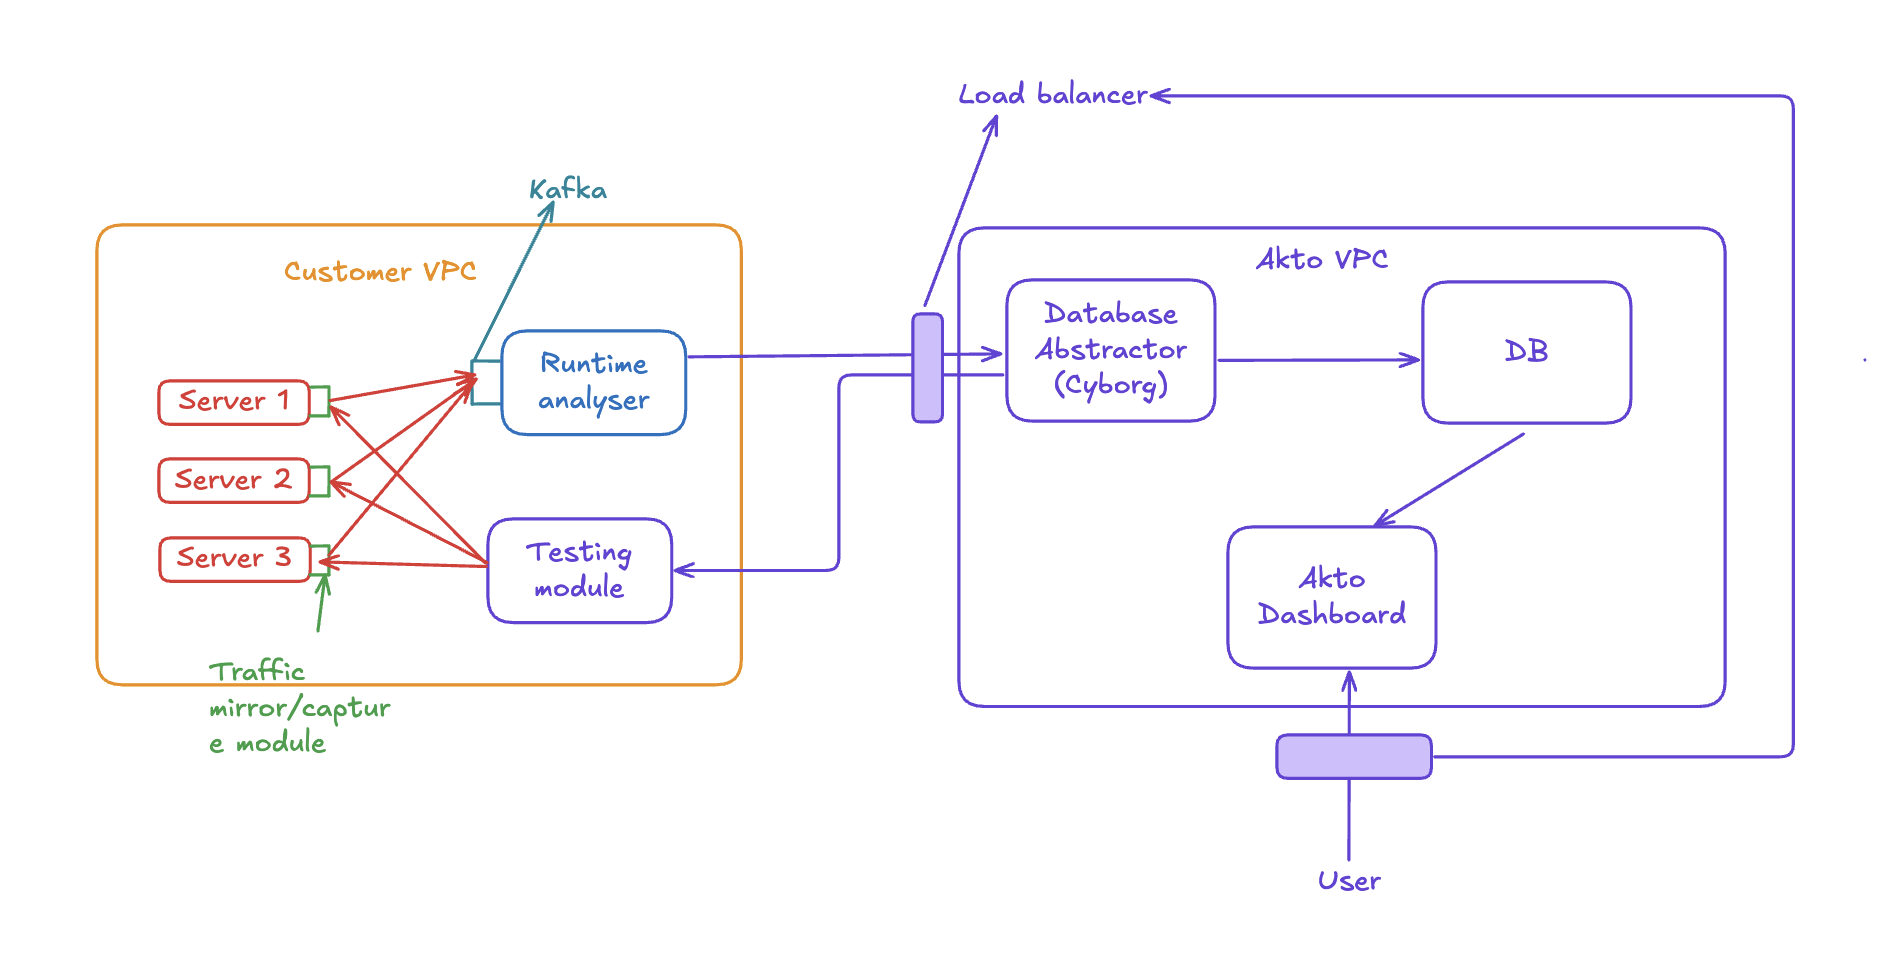 Load balancer
Kafka
Customer VPC
Akto VPC
Runtime
analyser
Database
Abstractor
(Cyborg)
DB
Server 1
Server 2
Server 3
Testing
module
Akto
Dashboard
Traffic
mirror/captur
e module
User